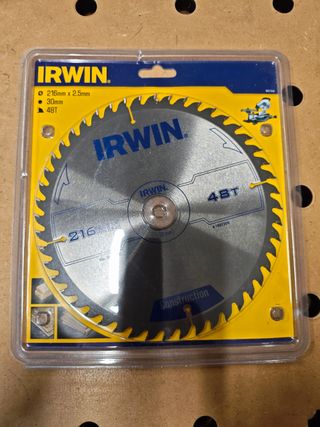 IRWIN.
216mm x 2.5mm
30mm
48T
IRWIN
IRWIN
216
48T
Construction